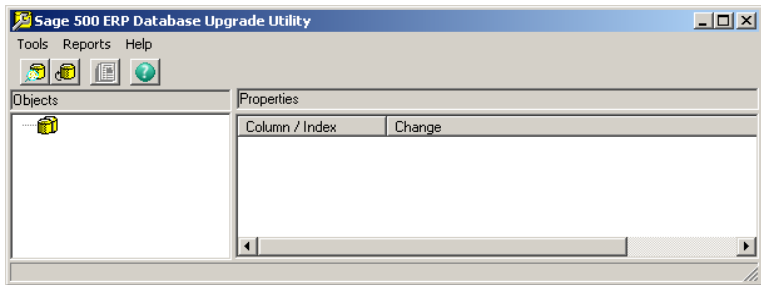 Sage 500 ERP Database Upgrade Utility
Tools Reports Help
Objects
Properties
Column / Index Change